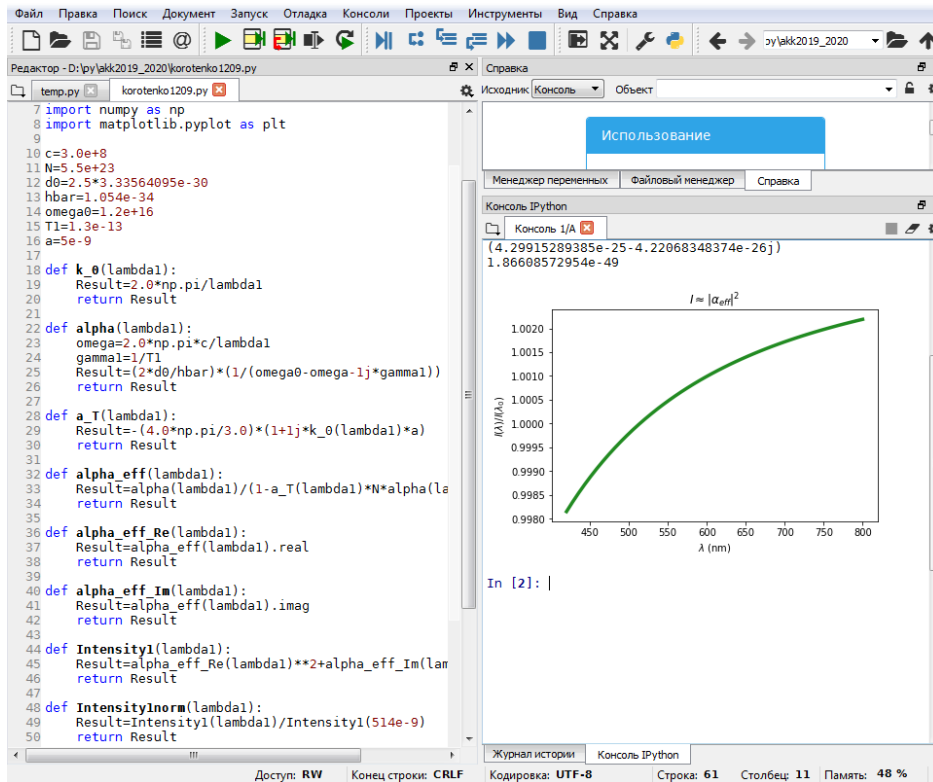 Файл Правка Поиск Документ Запуск Отладка Консоли Проекты Инструменты Вид Справка
py\akk2019_2020
Редактор - D:\py\akk2019_2020\korotenko1209.py
temp.py korotenko1209.py
7 import numpy as np
8 import matplotlib.pyplot as plt
9
10 c=3.0e+8
11 N=5.5e+23
12 d0=2.5*3.33564095e-30
13 hbar=1.054e-34
14 omega0=1.2e+16
15 T1=1.3e-13
16 a=5e-9
17
18 def k_0(lambda1):
19     Result=2.0*np.pi/lambda1
20     return Result
21
22 def alpha(lambda1):
23     omega=2.0*np.pi*c/lambda1
24     gamma1=1/T1
25     Result=(2*d0/hbar)*(1/(omega0-omega-1j*gamma1))
26     return Result
27
28 def a_T(lambda1):
29     Result=-(4.0*np.pi/3.0)*(1+1j*k_0(lambda1)*a)
30     return Result
31
32 def alpha_eff(lambda1):
33     Result=alpha(lambda1)/(1-a_T(lambda1)*N*alpha(la
34     return Result
35
36 def alpha_eff_Re(lambda1):
37     Result=alpha_eff(lambda1).real
38     return Result
39
40 def alpha_eff_Im(lambda1):
41     Result=alpha_eff(lambda1).imag
42     return Result
43
44 def Intensity1(lambda1):
45     Result=alpha_eff_Re(lambda1)**2+alpha_eff_Im(lam
46     return Result
47
48 def Intensity1norm(lambda1):
49     Result=Intensity1(lambda1)/Intensity1(514e-9)
50     return Result
Справка
Исходник Консоль Объект
Использование
Менеджер переменных Файловый менеджер Справка
Консоль IPython
Консоль 1/A
(4.29915289385e-25-4.22068348374e-26j)
1.86608572954e-49
I ≈ |α_eff|²
1.0020
1.0015
1.0010
1.0005
1.0000
0.9995
0.9990
0.9985
0.9980
I(λ)/I(λ₀)
450 500 550 600 650 700 750 800
λ (nm)
In [2]:
Журнал истории Консоль IPython
Доступ: RW Конец строки: CRLF Кодировка: UTF-8 Строка: 61 Столбец: 11 Память: 48 %